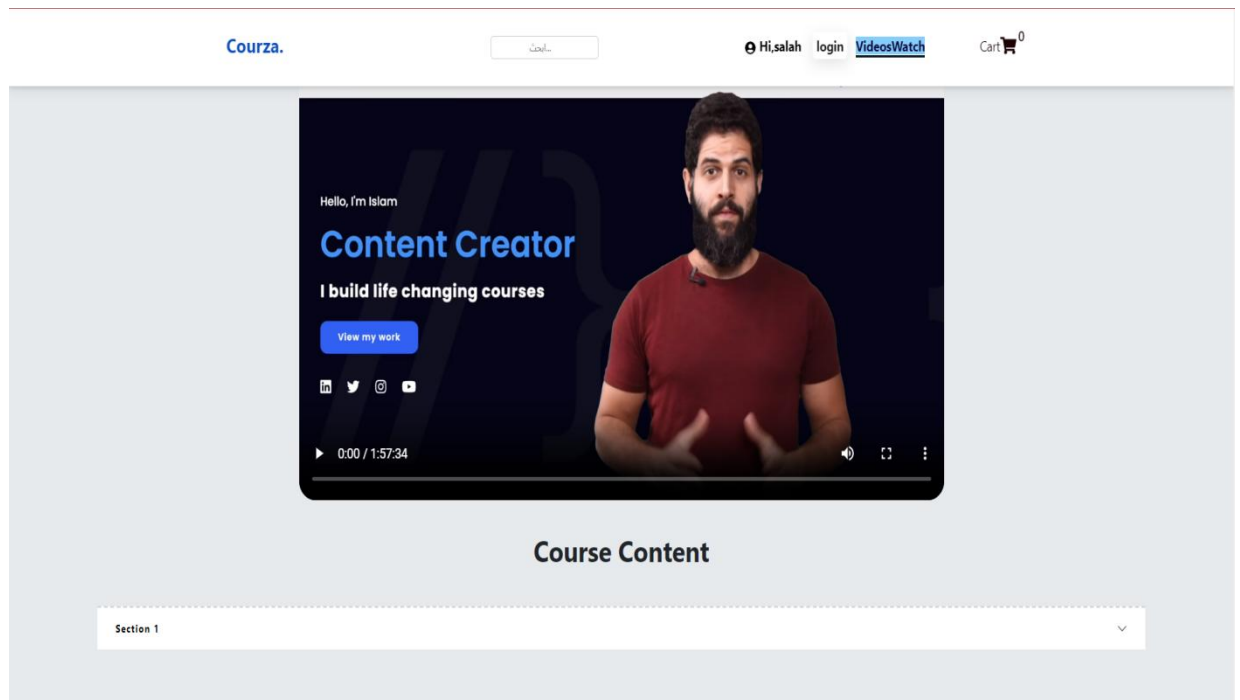 Courza.
ابحث...
Hi,salah login VideosWatch
Cart 0
Hello, I'm Islam
Content Creator
I build life changing courses
View my work
0:00 / 1:57:34
Course Content
Section 1